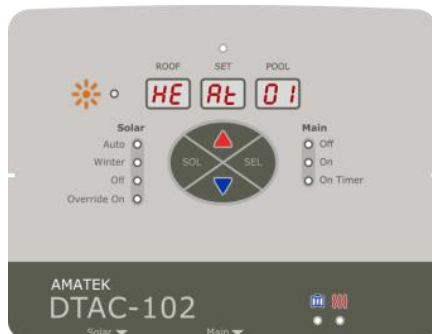 ROOF SET POOL
HE At 01
Solar Main
Auto Off
SOL SEL
Winter On
Off On Timer
Override On
AMATEK
DTAC-102
Solar Main